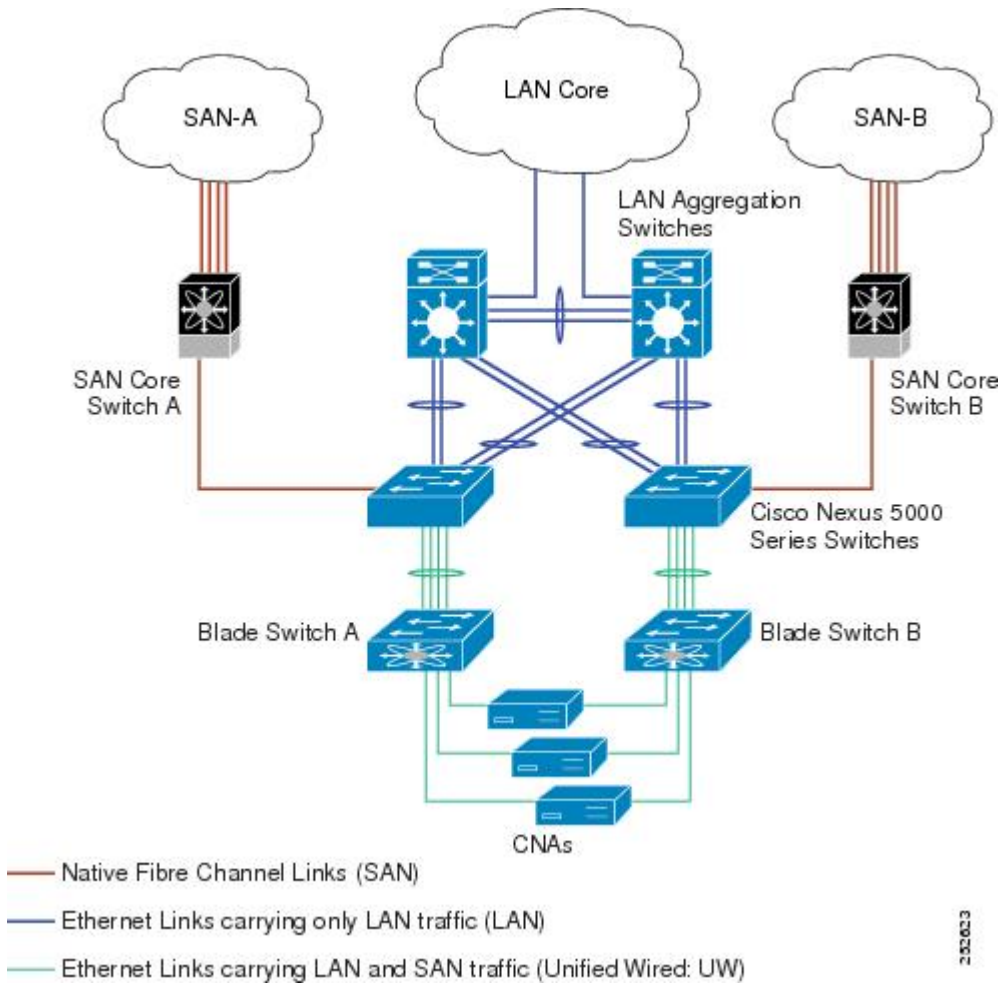 SAN-A
LAN Core
SAN-B
LAN Aggregation
Switches
SAN Core
Switch A
SAN Core
Switch B
Cisco Nexus 5000
Series Switches
Blade Switch A
Blade Switch B
CNAs
Native Fibre Channel Links (SAN)
Ethernet Links carrying only LAN traffic (LAN)
Ethernet Links carrying LAN and SAN traffic (Unified Wired: UW)
252623